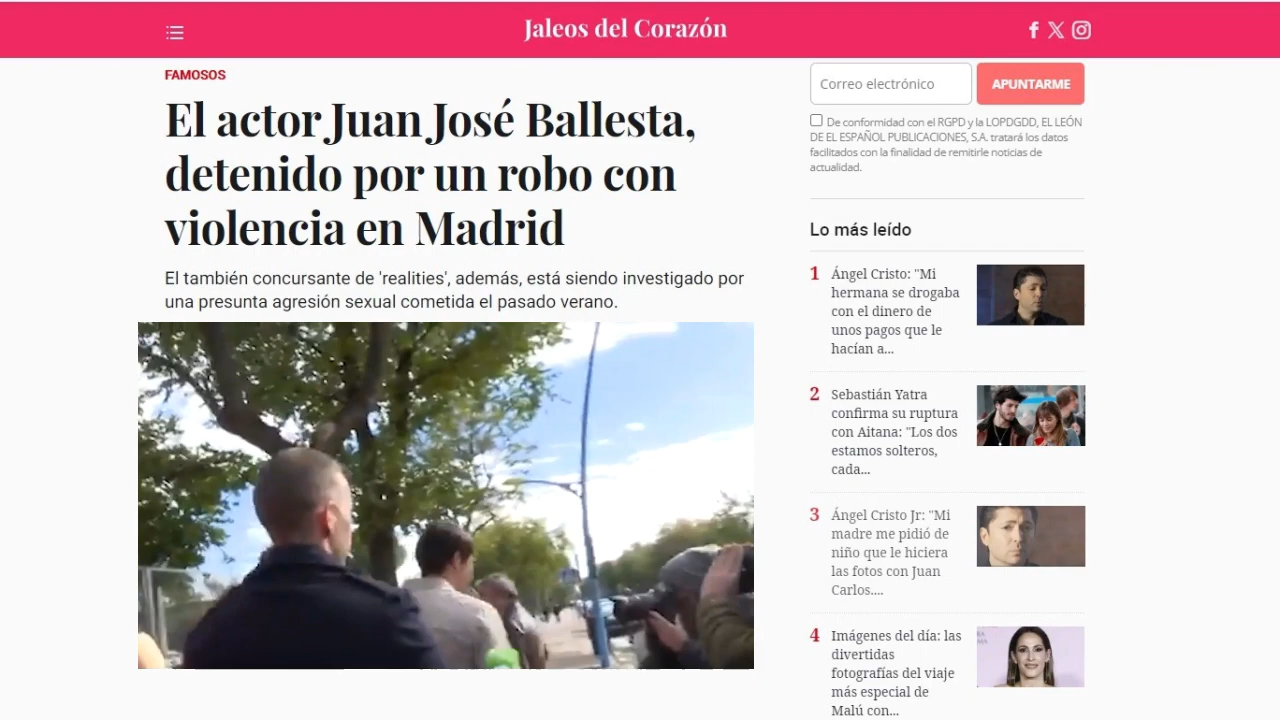 Jaleos del Corazón
FAMOSOS
El actor Juan José Ballesta,
detenido por un robo con
violencia en Madrid
El también concursante de 'realities', además, está siendo investigado por
una presunta agresión sexual cometida el pasado verano.
Correo electrónico
APUNTARME
De conformidad con el RGPD y la LOPDGDD, EL LEÓN
DE EL ESPAÑOL PUBLICACIONES, S.A. tratará los datos
facilitados con la finalidad de remitirle noticias de
actualidad.
Lo más leído
1 Ángel Cristo: "Mi
hermana se drogaba
con el dinero de
unos pagos que le
hacían a...
2 Sebastián Yatra
confirma su ruptura
con Aitana: "Los dos
estamos solteros,
cada...
3 Ángel Cristo Jr: "Mi
madre me pidió de
niño que le hiciera
las fotos con Juan
Carlos....
4 Imágenes del día: las
divertidas
fotografías del viaje
más especial de
Malú con...